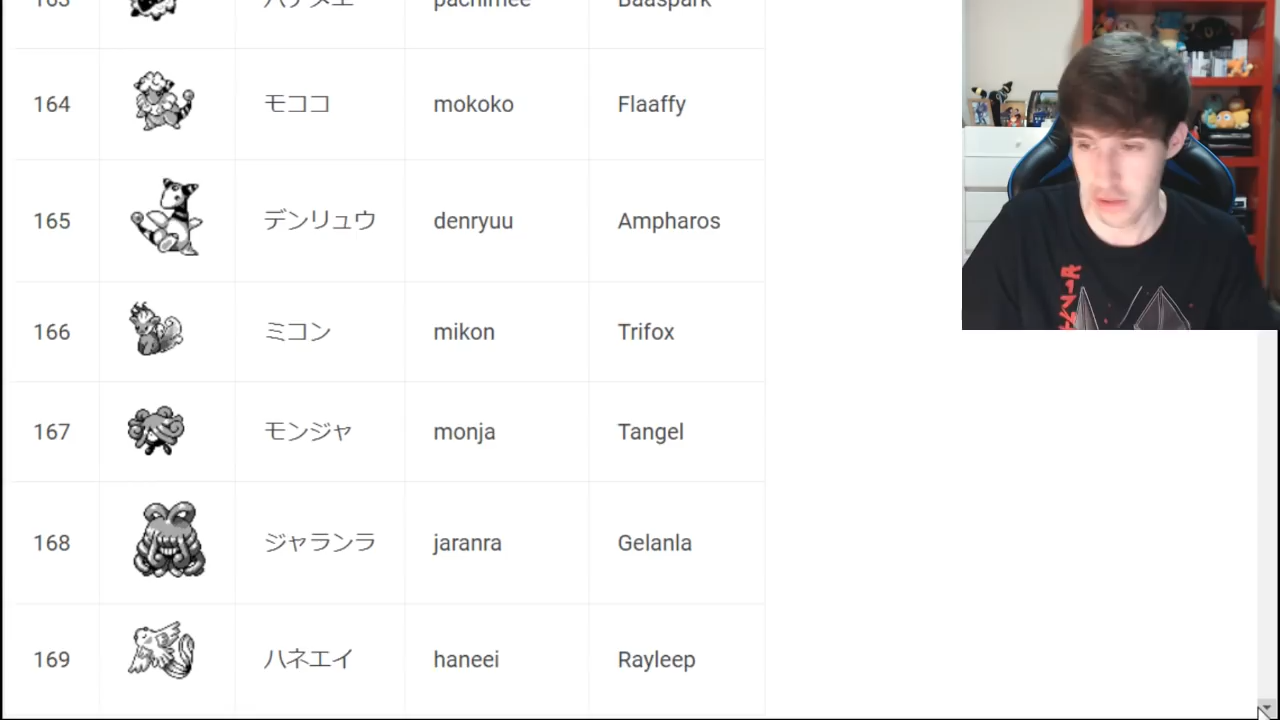 164 モココ mokoko Flaaffy
165 デンリュウ denryuu Ampharos
166 ミコン mikon Trifox
167 モンジャ monja Tangel
168 ジャランラ jaranra Gelanla
169 ハネエイ haneei Rayleep